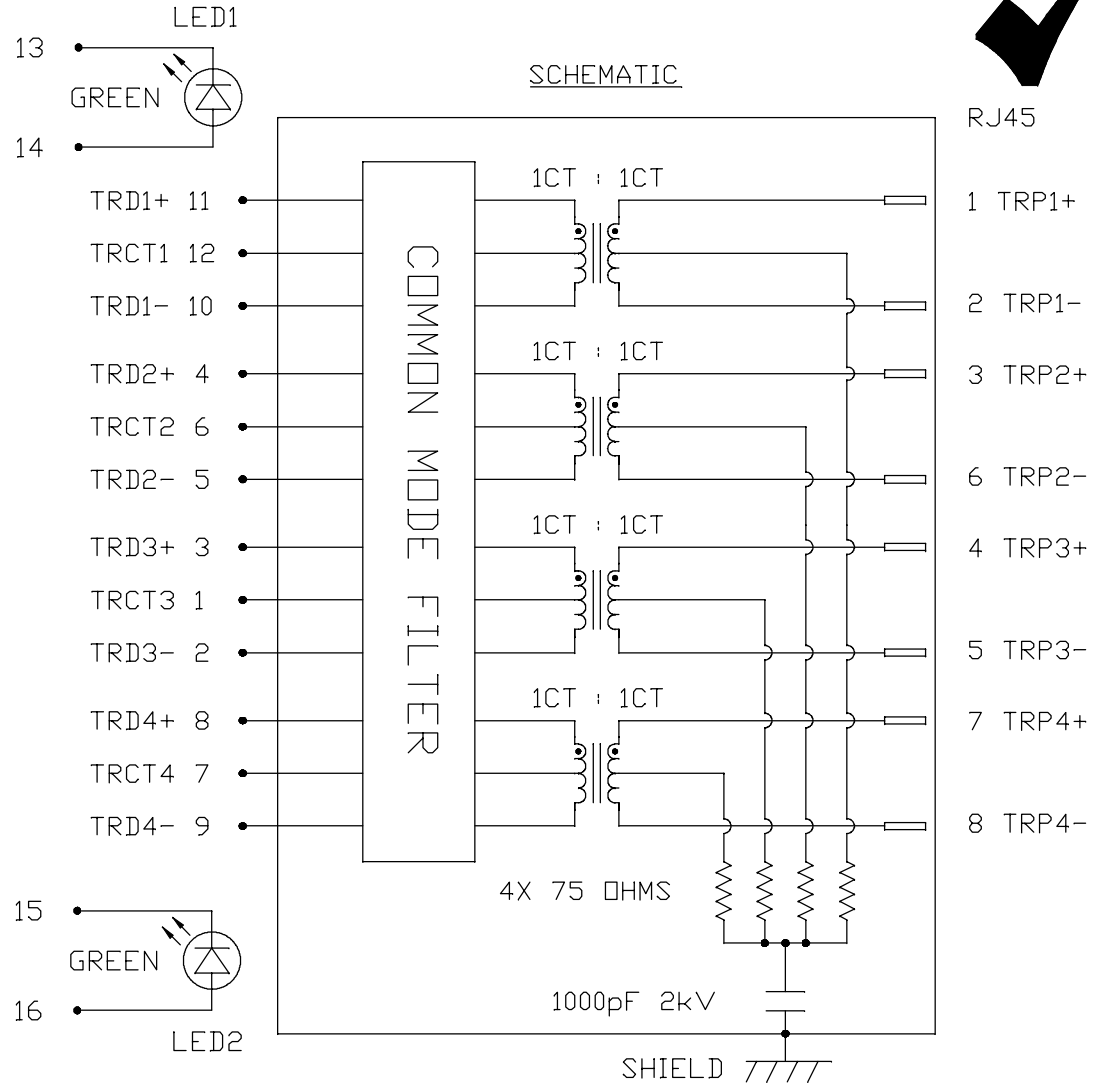 LED1
13
GREEN
14
SCHEMATIC
RJ45
1CT : 1CT
TRD1+ 11
1 TRP1+
TRCT1 12
TRD1- 10
2 TRP1-
1CT : 1CT
TRD2+ 4
3 TRP2+
TRCT2 6
TRD2- 5
6 TRP2-
1CT : 1CT
TRD3+ 3
4 TRP3+
TRCT3 1
TRD3- 2
5 TRP3-
1CT : 1CT
TRD4+ 8
7 TRP4+
TRCT4 7
TRD4- 9
8 TRP4-
COMMON MODE FILTER
4X 75 OHMS
15
GREEN
16
LED2
1000pF 2kV
SHIELD